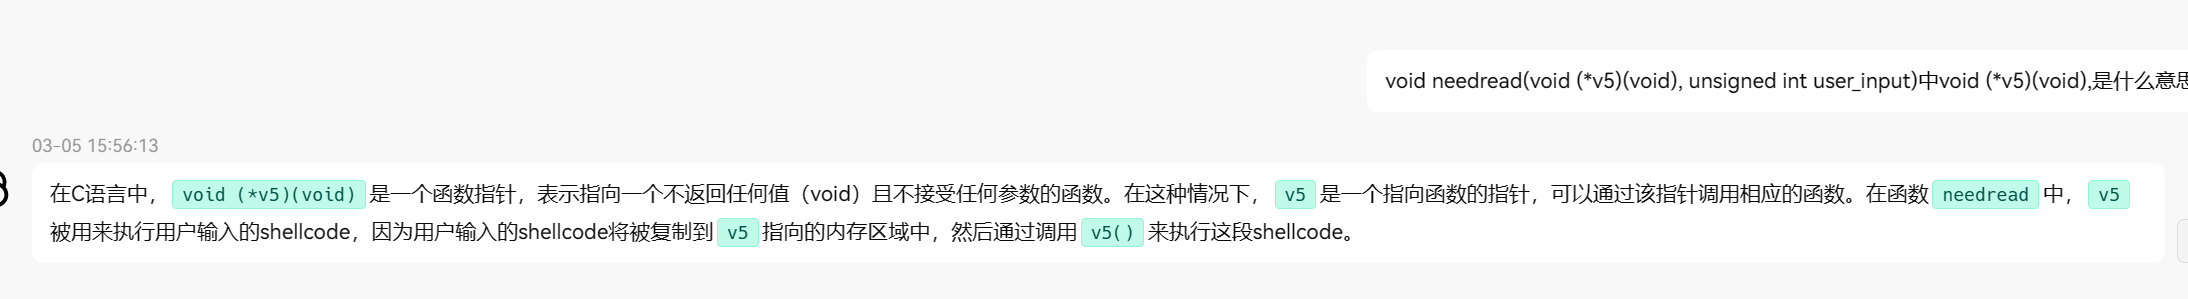 void needread(void (*v5)(void), unsigned int user_input)中void (*v5)(void),是什么意
03-05 15:56:13
在C语言中， void (*v5)(void) 是一个函数指针，表示指向一个不返回任何值（void）且不接受任何参数的函数。在这种情况下， v5 是一个指向函数的指针，可以通过该指针调用相应的函数。在函数 needread 中， v5
被用来执行用户输入的shellcode，因为用户输入的shellcode将被复制到 v5 指向的内存区域中，然后通过调用 v5() 来执行这段shellcode。